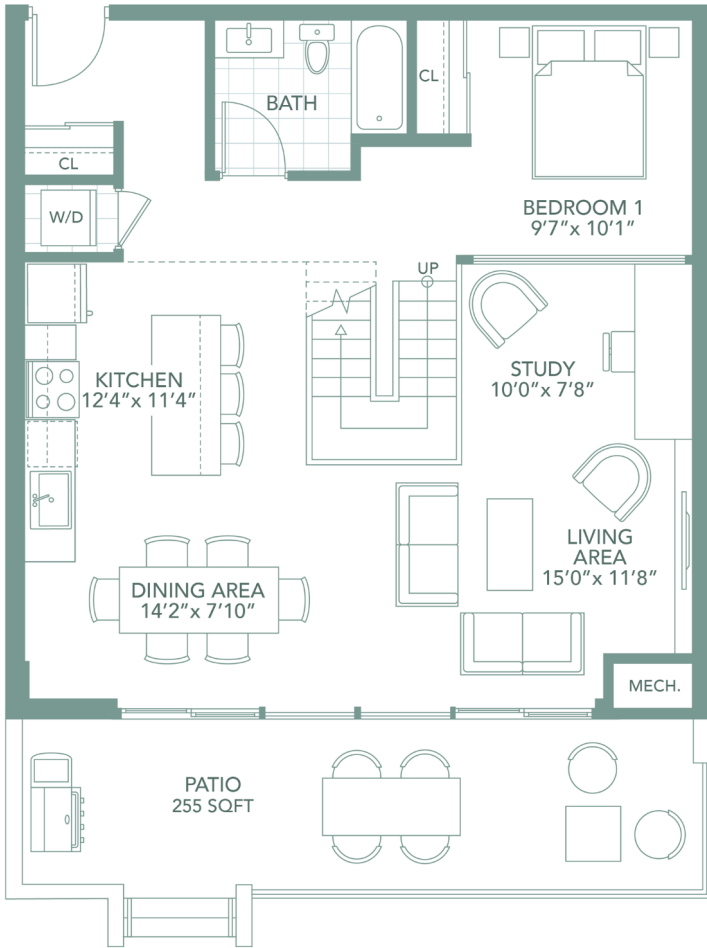 BATH
CL
CL
W/D
BEDROOM 1
9'7"x 10'1"
UP
KITCHEN
12'4"x 11'4"
STUDY
10'0"x 7'8"
LIVING
AREA
15'0"x 11'8"
DINING AREA
14'2"x 7'10"
MECH.
PATIO
255 SQFT